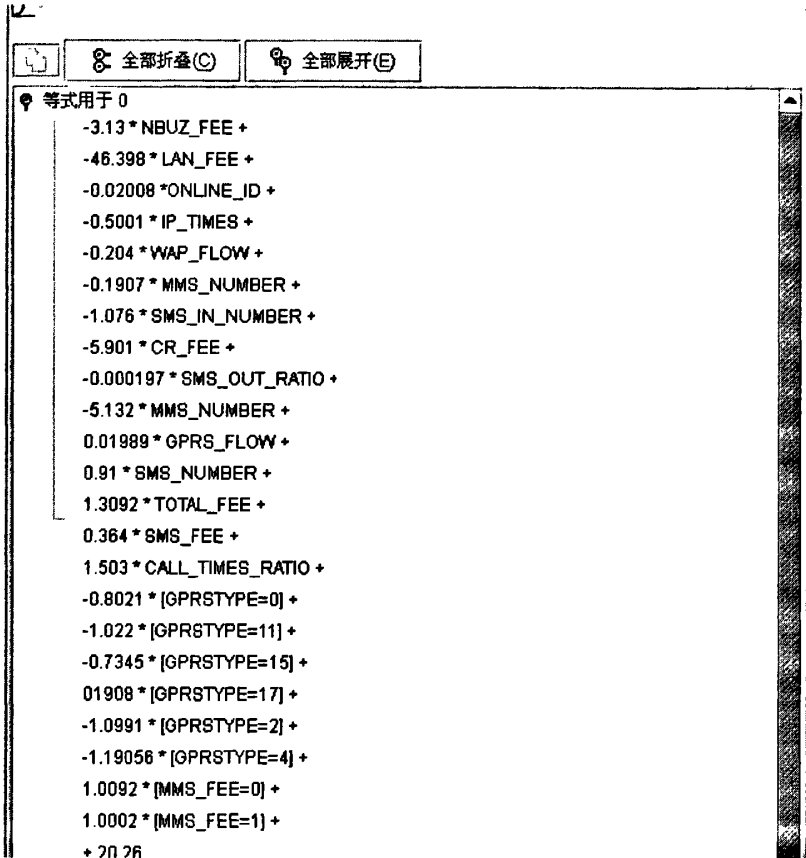 全部折叠(C) 全部展开(E)
等式用于 0
-3.13 * NBUZ_FEE +
-46.398 * LAN_FEE +
-0.02008 *ONLINE_ID +
-0.5001 * IP_TIMES +
-0.204 * WAP_FLOW +
-0.1907 * MMS_NUMBER +
-1.076 * SMS_IN_NUMBER +
-5.901 * CR_FEE +
-0.000197 * SMS_OUT_RATIO +
-5.132 * MMS_NUMBER +
0.01989 * GPRS_FLOW +
0.91 * SMS_NUMBER +
1.3092 * TOTAL_FEE +
0.364 * SMS_FEE +
1.503 * CALL_TIMES_RATIO +
-0.8021 * [GPRSTYPE=0] +
-1.022 * [GPRSTYPE=11] +
-0.7345 * [GPRSTYPE=15] +
01908 * [GPRSTYPE=17] +
-1.0991 * [GPRSTYPE=2] +
-1.19056 * [GPRSTYPE=4] +
1.0092 * [MMS_FEE=0] +
1.0002 * [MMS_FEE=1] +
+ 20.26